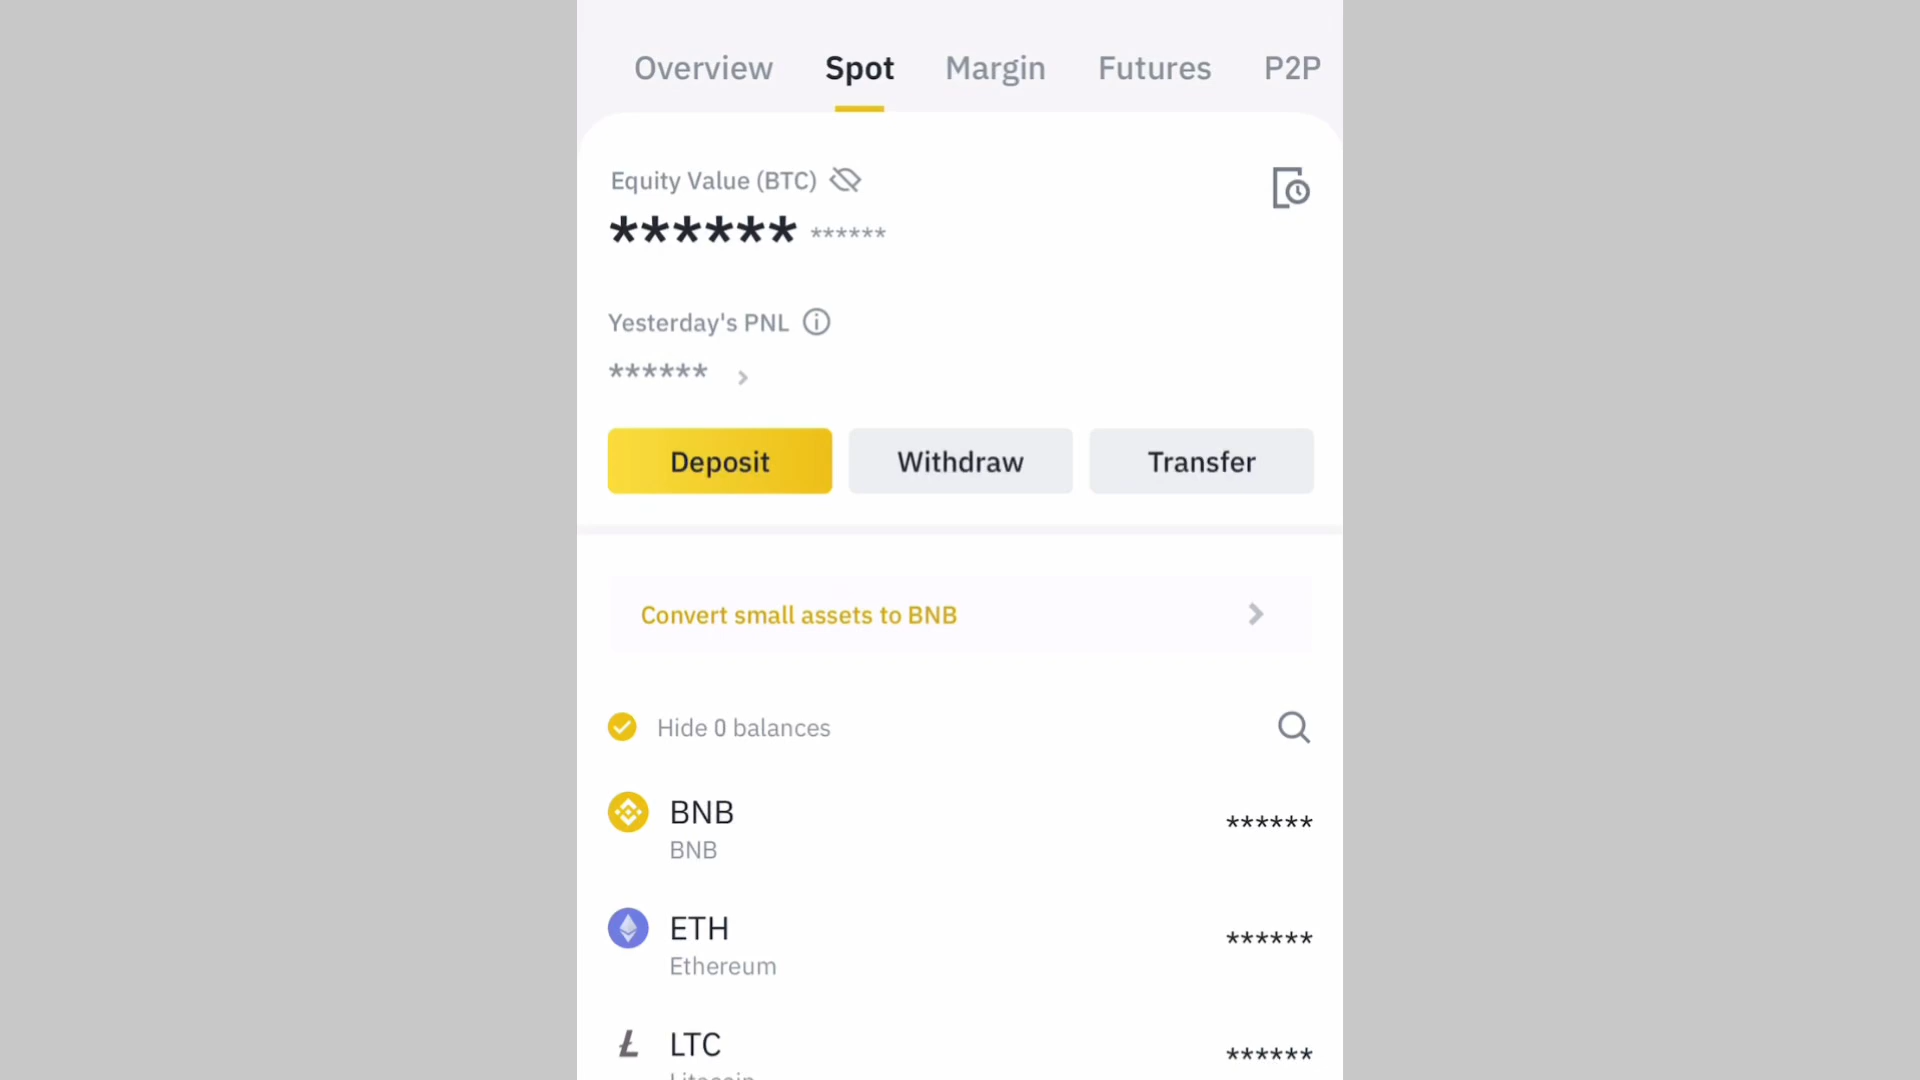 Overview Spot Margin Futures P2P
Equity Value (BTC)
****** ******
Yesterday's PNL
******
Deposit Withdraw Transfer
Convert small assets to BNB
Hide 0 balances
BNB ******
BNB
ETH ******
Ethereum
LTC ******
Litecoin